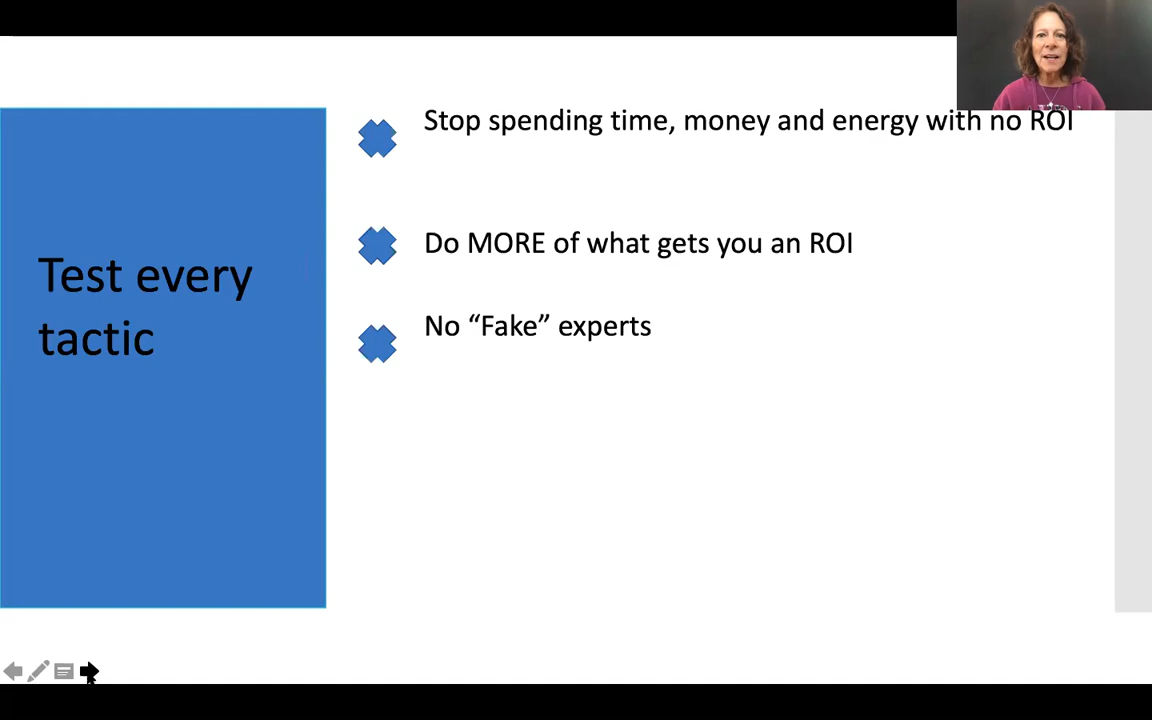 Stop spending time, money and energy with no ROI
Do MORE of what gets you an ROI
Test every
tactic
No “Fake” experts